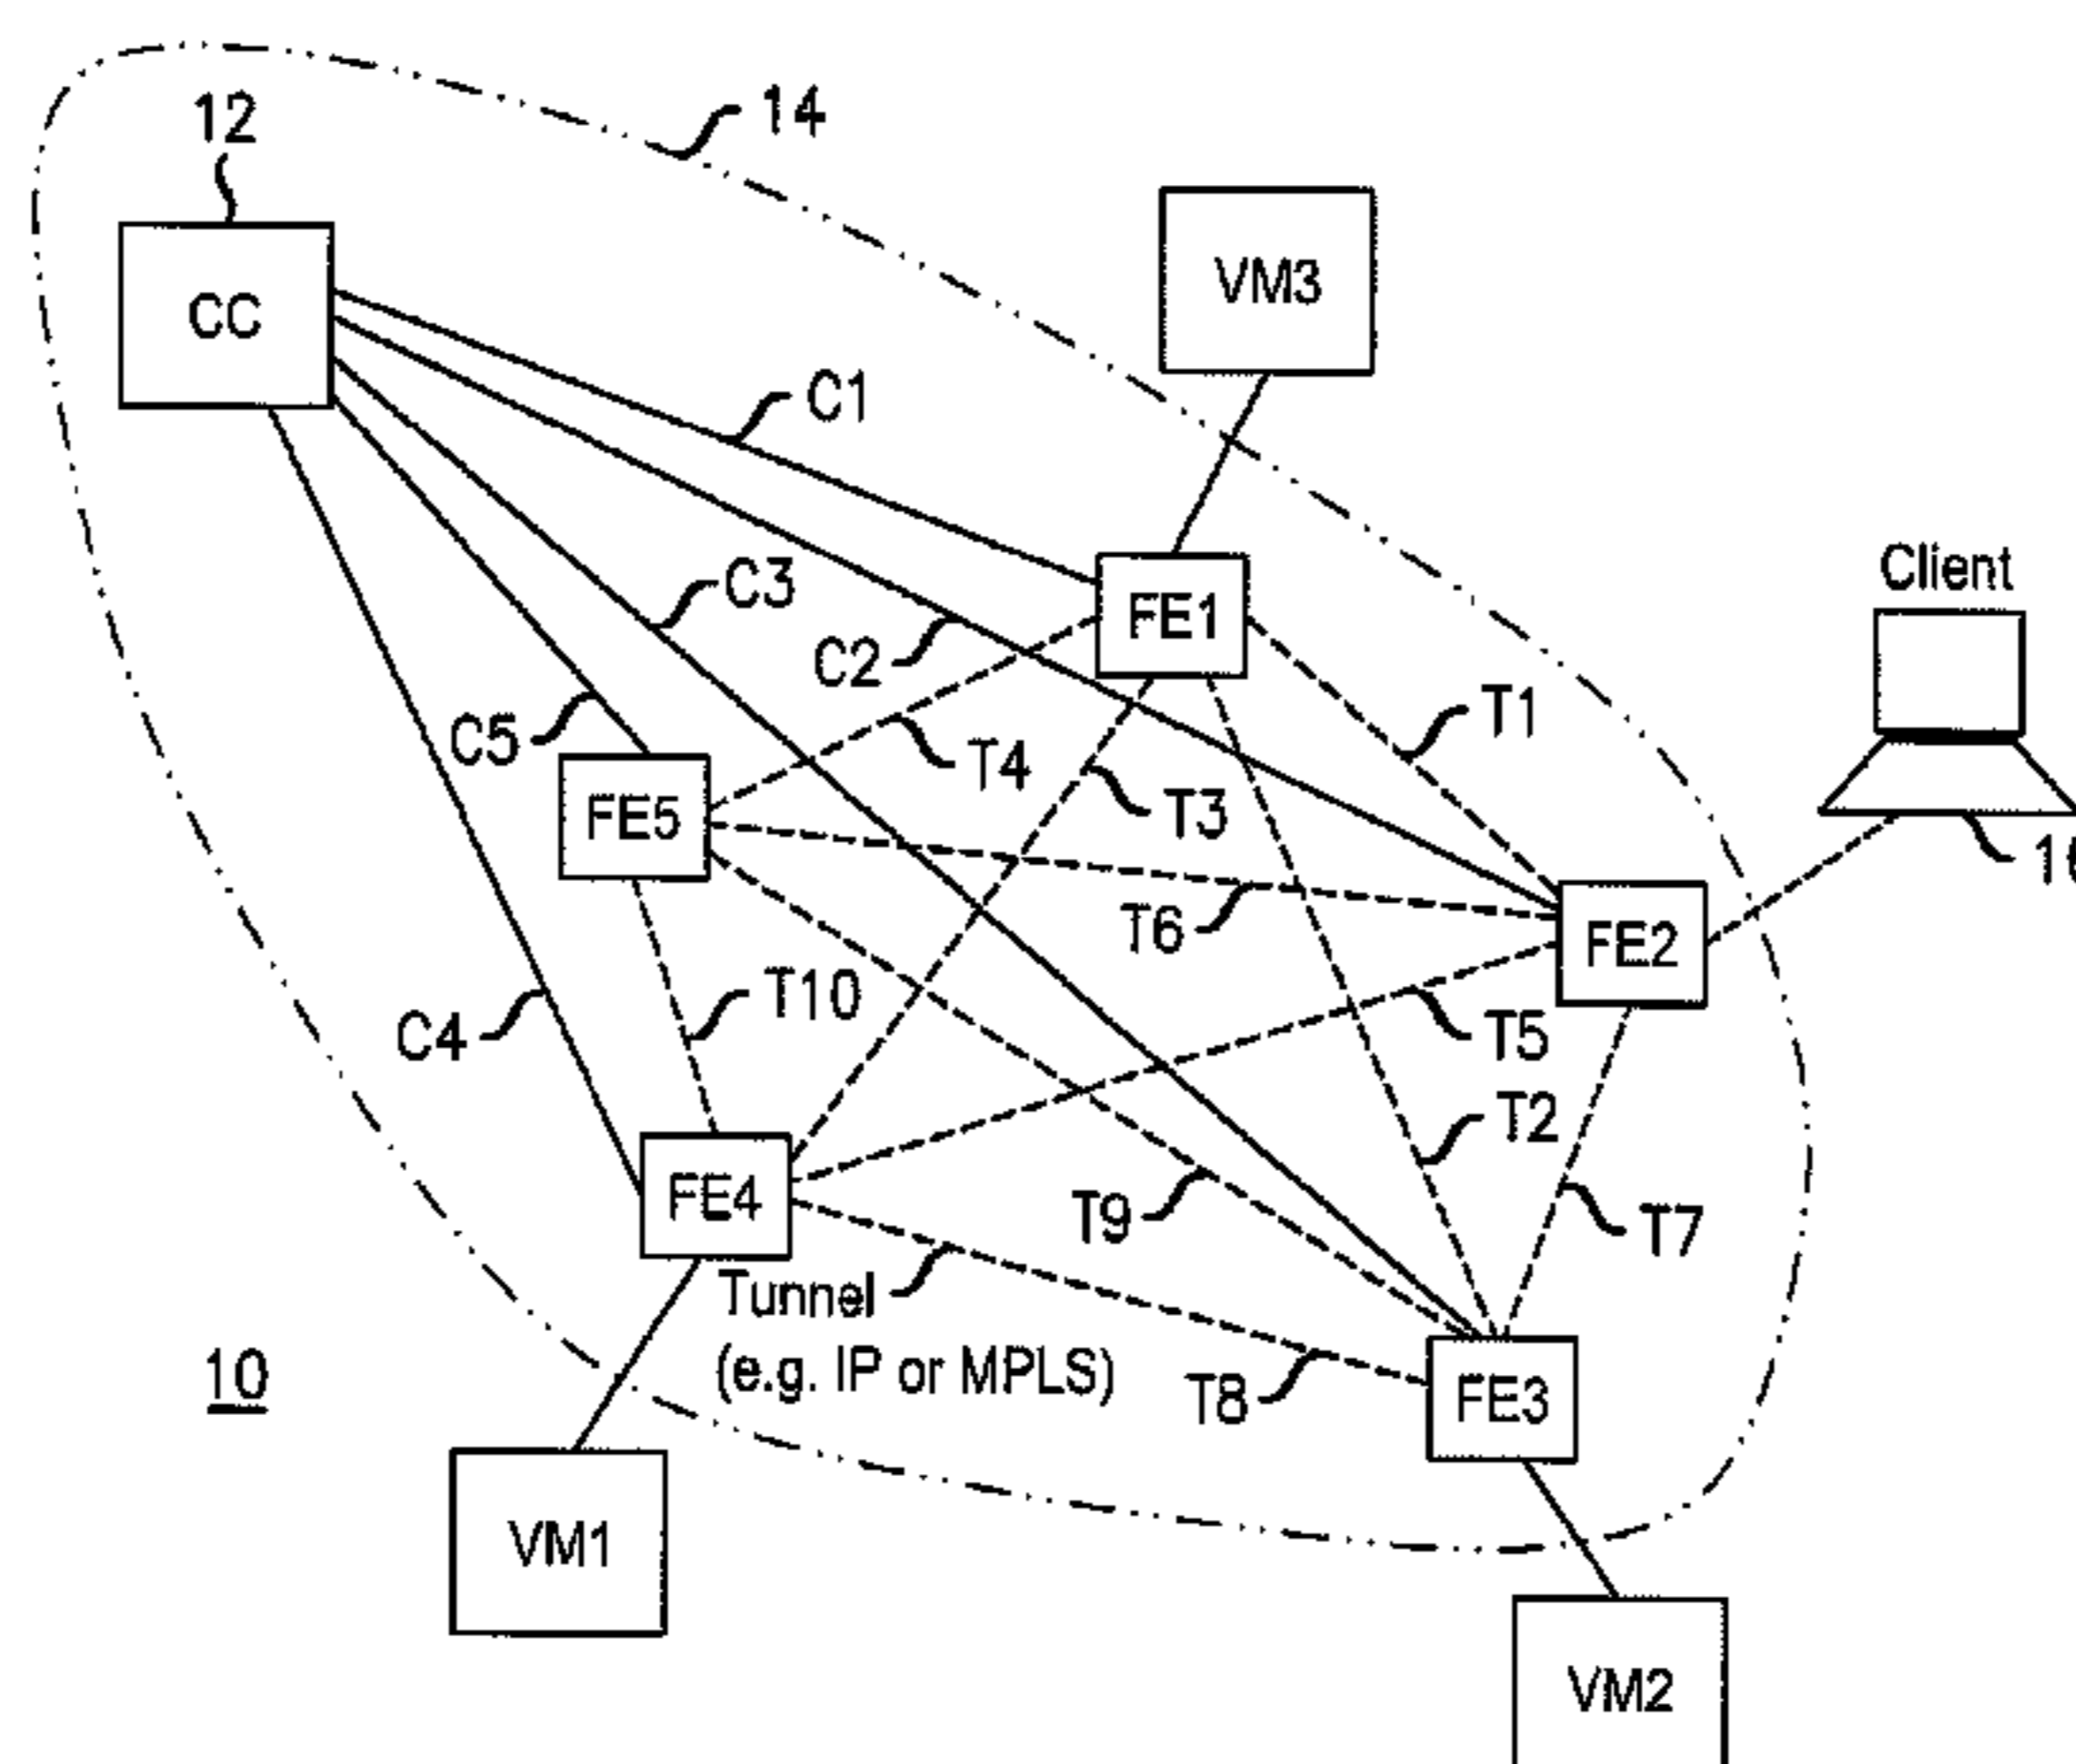 14
12
VM3
CC
C1
C3
Client
FE1
C2
T1
C5
T4
T3
FE5
T6
FE2
T10
C4
T5
T2
FE4
T9
T7
Tunnel
(e.g. IP or MPLS)
T8
10
FE3
VM1
VM2